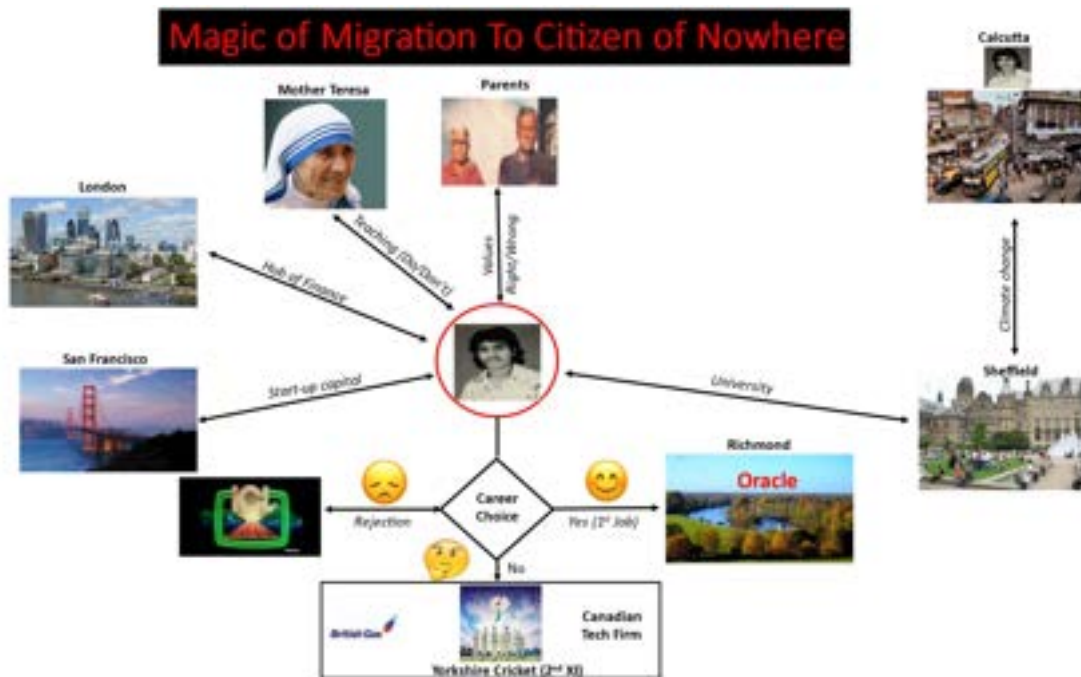 Magic of Migration To Citizen of Nowhere
Calcutta
Mother Teresa
Parents
London
Teaching (Do/Don't)
Values
Right/Wrong
Hub of Finance
Climate change
San Francisco
Start-up capital
University
Sheffield
Richmond
Oracle
Career
Choice
Rejection
Yes (1st Job)
No
British Gas
Canadian
Tech Firm
Yorkshire Cricket (2nd XI)